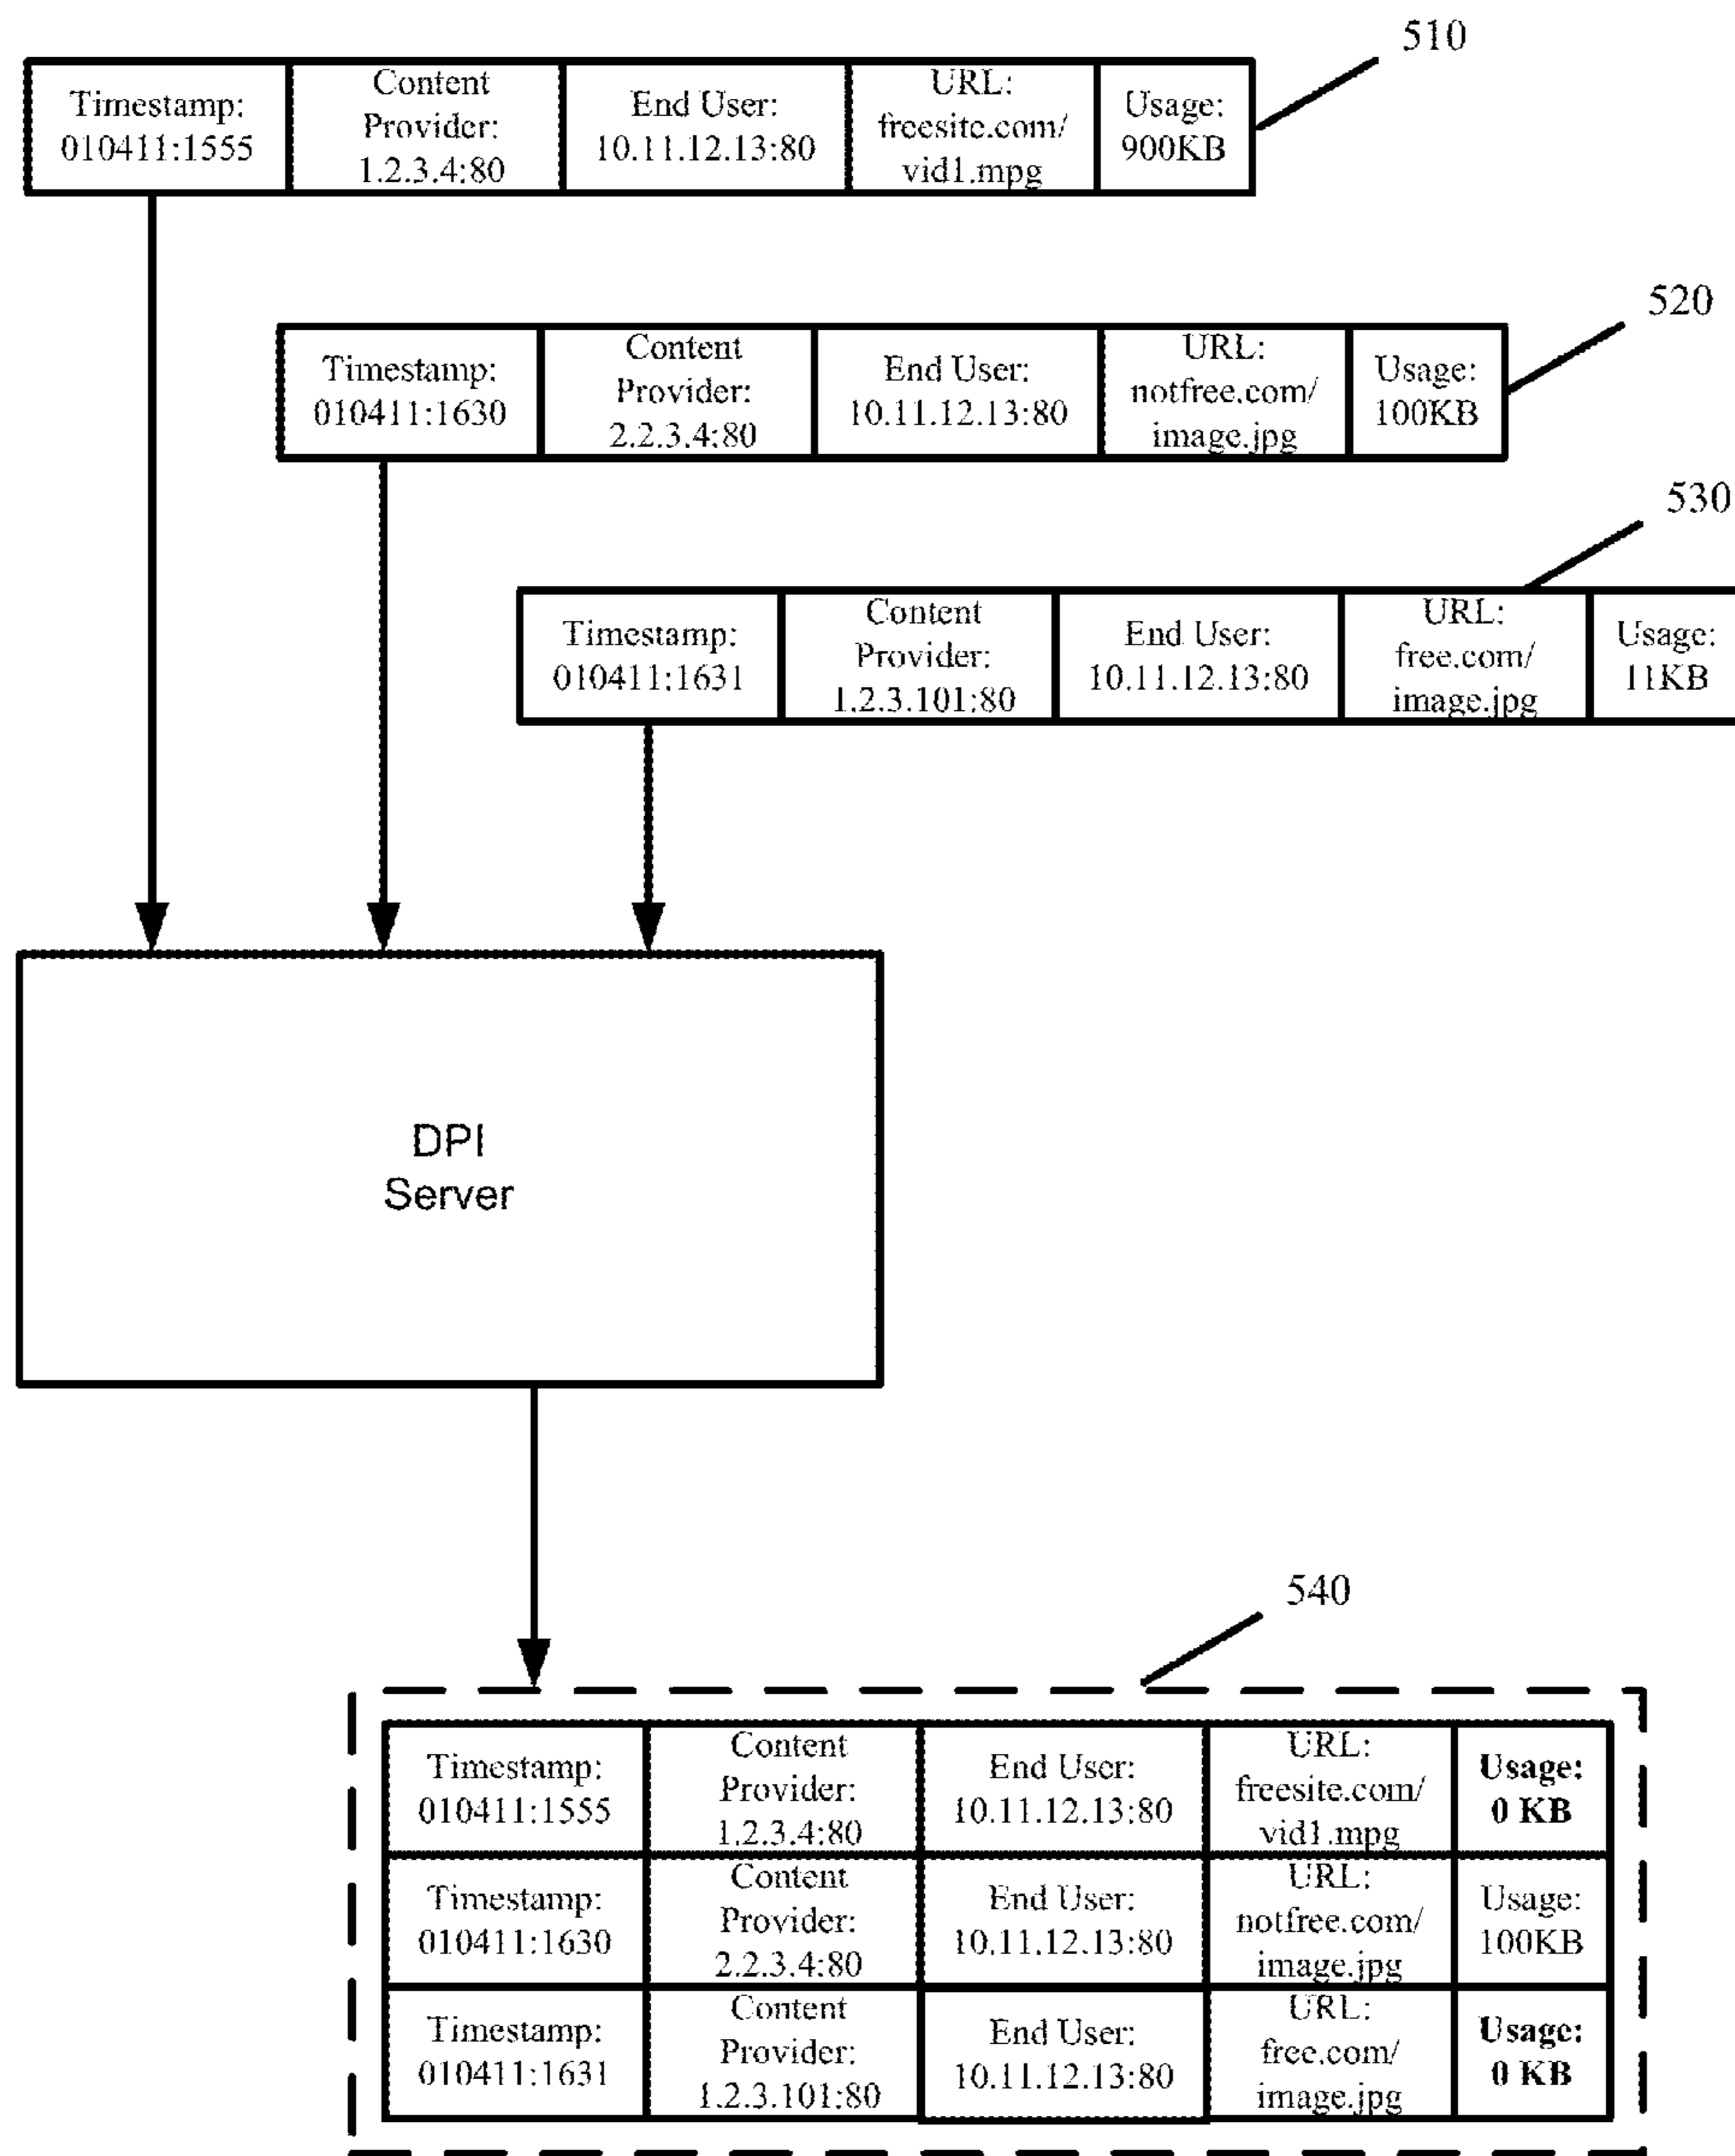 510
Timestamp:
010411:1555
Content
Provider:
1.2.3.4:80
End User:
10.11.12.13:80
URL:
freesite.com/
vid1.mpg
Usage:
900KB
520
Timestamp:
010411:1630
Content
Provider:
2.2.3.4:80
End User:
10.11.12.13:80
URL:
notfree.com/
image.jpg
Usage:
100KB
530
Timestamp:
010411:1631
Content
Provider:
1.2.3.101:80
End User:
10.11.12.13:80
URL:
free.com/
image.jpg
Usage:
11KB
DPI
Server
540
Timestamp:
010411:1555
Content
Provider:
1.2.3.4:80
End User:
10.11.12.13:80
URL:
freesite.com/
vid1.mpg
Usage:
0 KB
Timestamp:
010411:1630
Content
Provider:
2.2.3.4:80
End User:
10.11.12.13:80
URL:
notfree.com/
image.jpg
Usage:
100KB
Timestamp:
010411:1631
Content
Provider:
1.2.3.101:80
End User:
10.11.12.13:80
URL:
free.com/
image.jpg
Usage:
0 KB